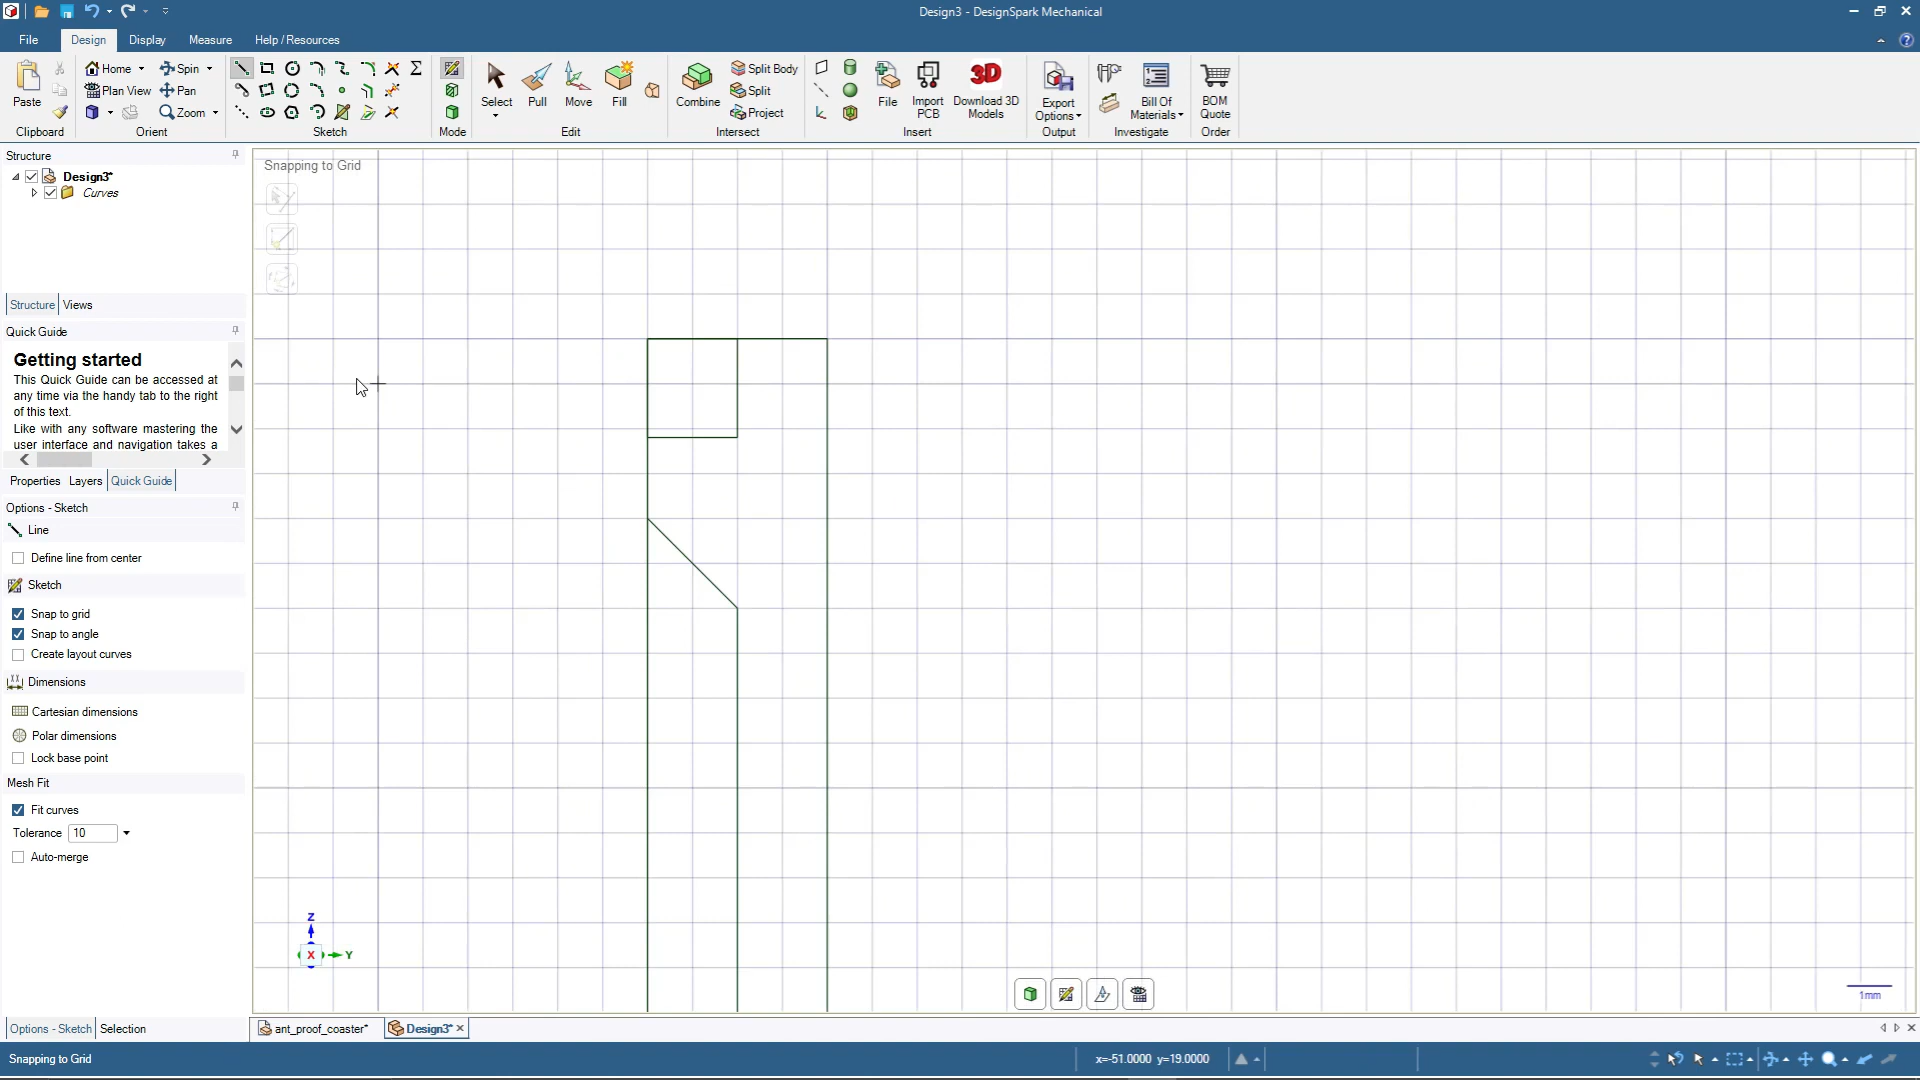 Design3 - DesignSpark Mechanical
File
Design
Display
Measure
Help / Resources
Paste
Home
Plan View
Spin
Pan
Zoom
Select
Pull
Move
Fill
Combine
Split Body
Split
Project
File
Import
PCB
Download 3D
Models
Export
Options
Bill Of
Materials
BOM
Quote
Clipboard
Orient
Sketch
Mode
Edit
Intersect
Insert
Output
Investigate
Order
Structure
Design3*
Curves
Structure
Views
Quick Guide
Getting started
This Quick Guide can be accessed at
any time via the handy tab to the right
of this text.
Like with any software mastering the
user interface and navigation takes a
Properties
Layers
Quick Guide
Options - Sketch
Line
Define line from center
Sketch
Snap to grid
Snap to angle
Create layout curves
Dimensions
Cartesian dimensions
Polar dimensions
Lock base point
Mesh Fit
Fit curves
Tolerance 10
Auto-merge
Options - Sketch
Selection
Snapping to Grid
Z
X
Y
1mm
ant_proof_coaster*
Design3*
Snapping to Grid
x=-51.0000 y=19.0000